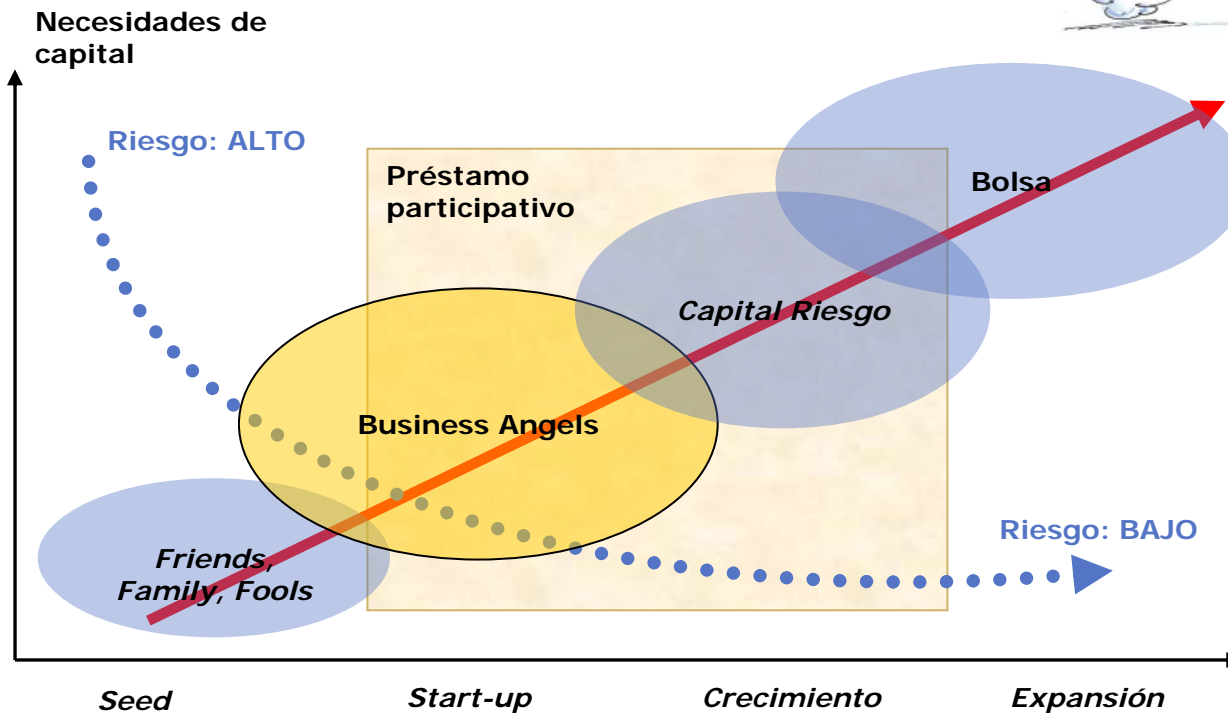 Necesidades de
capital
Riesgo: ALTO
Préstamo
participativo
Bolsa
Capital Riesgo
Business Angels
Riesgo: BAJO
Friends,
Family, Fools
Seed
Start-up
Crecimiento
Expansión